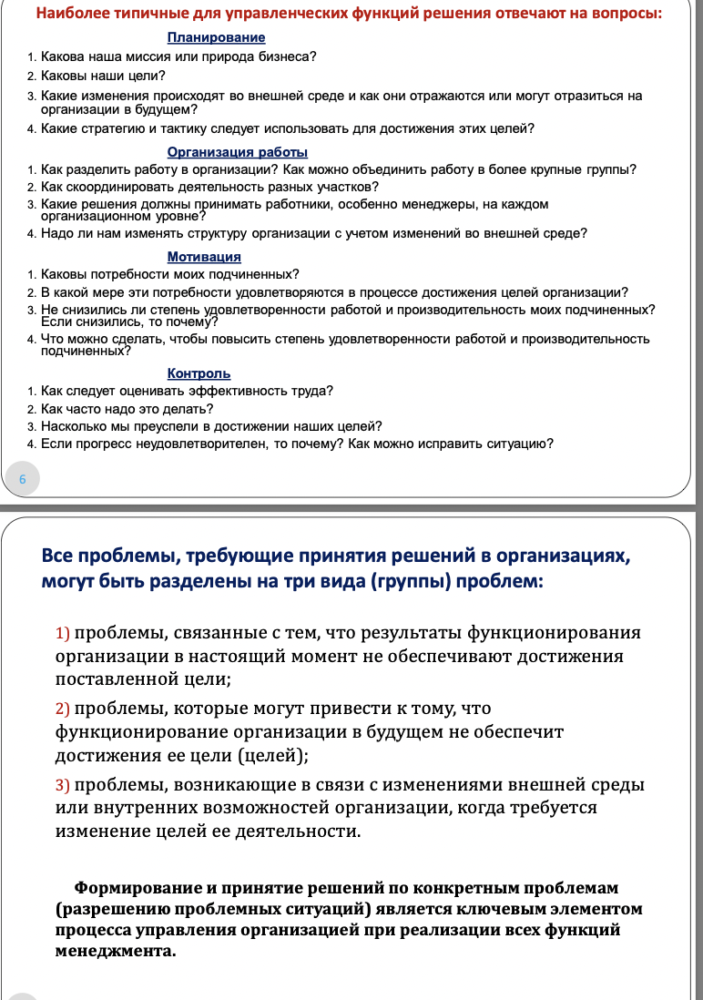 Наиболее типичные для управленческих функций решения отвечают на вопросы:
Планирование
1. Какова наша миссия или природа бизнеса?
2. Каковы наши цели?
3. Какие изменения происходят во внешней среде и как они отражаются или могут отразиться на
организации в будущем?
4. Какие стратегию и тактику следует использовать для достижения этих целей?
Организация работы
1. Как разделить работу в организации? Как можно объединить работу в более крупные группы?
2. Как скоординировать деятельность разных участков?
3. Какие решения должны принимать работники, особенно менеджеры, на каждом
организационном уровне?
4. Надо ли нам изменять структуру организации с учетом изменений во внешней среде?
Мотивация
1. Каковы потребности моих подчиненных?
2. В какой мере эти потребности удовлетворяются в процессе достижения целей организации?
3. Не снизились ли степень удовлетворенности работой и производительность моих подчиненных?
Если снизились, то почему?
4. Что можно сделать, чтобы повысить степень удовлетворенности работой и производительность
подчиненных?
Контроль
1. Как следует оценивать эффективность труда?
2. Как часто надо это делать?
3. Насколько мы преуспели в достижении наших целей?
4. Если прогресс неудовлетворителен, то почему? Как можно исправить ситуацию?
6
Все проблемы, требующие принятия решений в организациях,
могут быть разделены на три вида (группы) проблем:
1) проблемы, связанные с тем, что результаты функционирования
организации в настоящий момент не обеспечивают достижения
поставленной цели;
2) проблемы, которые могут привести к тому, что
функционирование организации в будущем не обеспечит
достижения ее цели (целей);
3) проблемы, возникающие в связи с изменениями внешней среды
или внутренних возможностей организации, когда требуется
изменение целей ее деятельности.
Формирование и принятие решений по конкретным проблемам
(разрешению проблемных ситуаций) является ключевым элементом
процесса управления организацией при реализации всех функций
менеджмента.